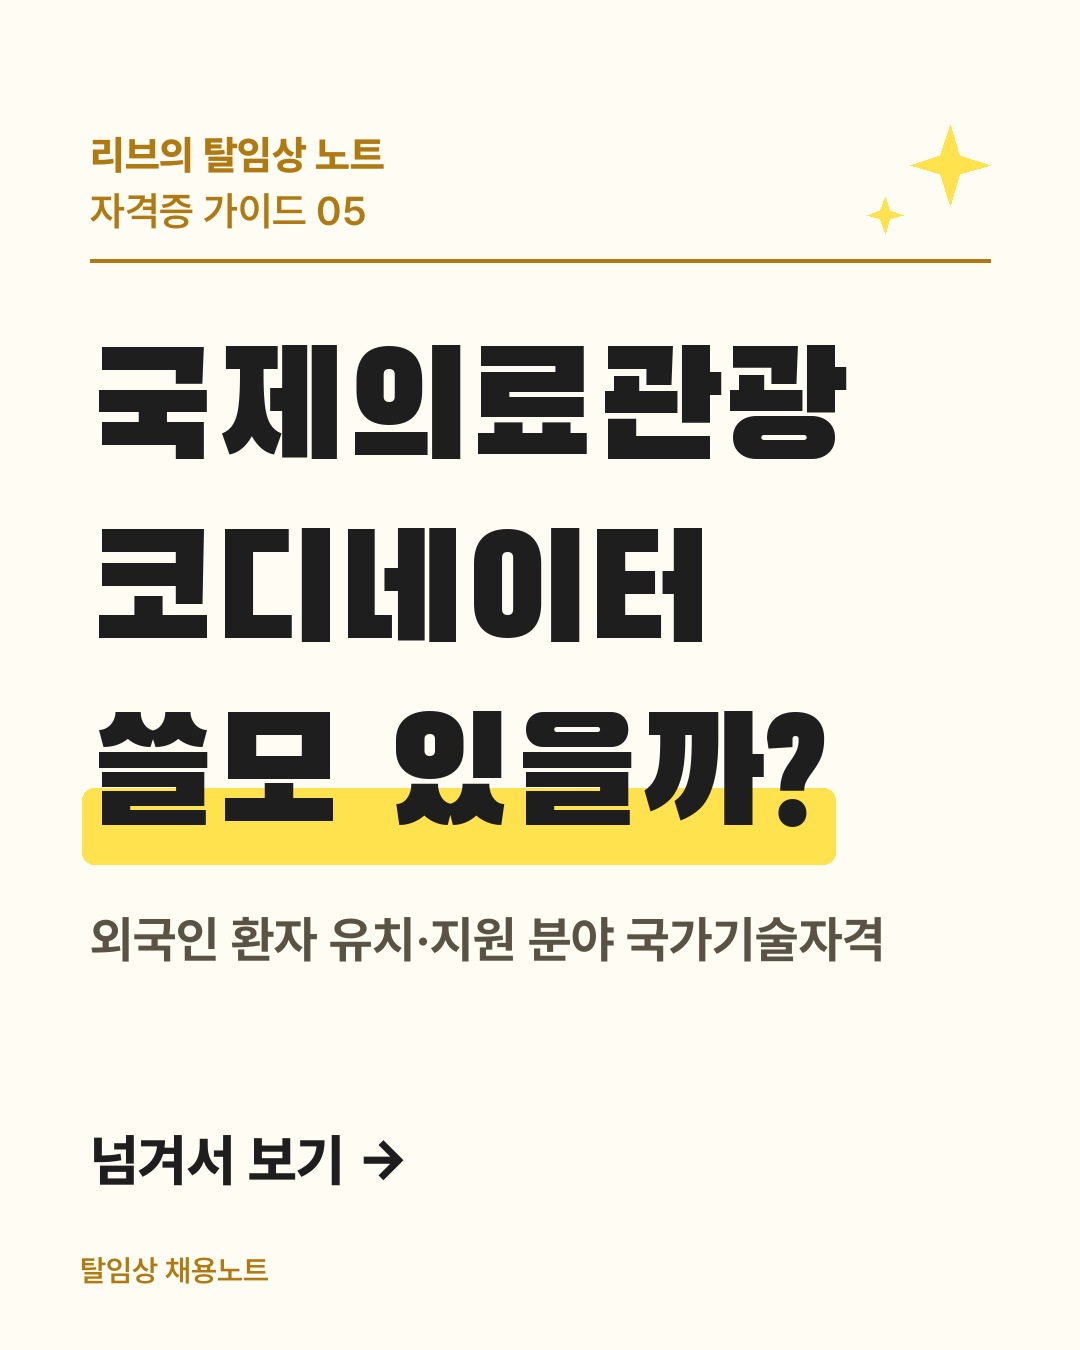 리브의 탈임상 노트
자격증 가이드 05
국제의료관광
코디네이터
쓸모 있을까?
외국인 환자 유치·지원 분야 국가기술자격
넘겨서 보기 →
탈임상 채용노트